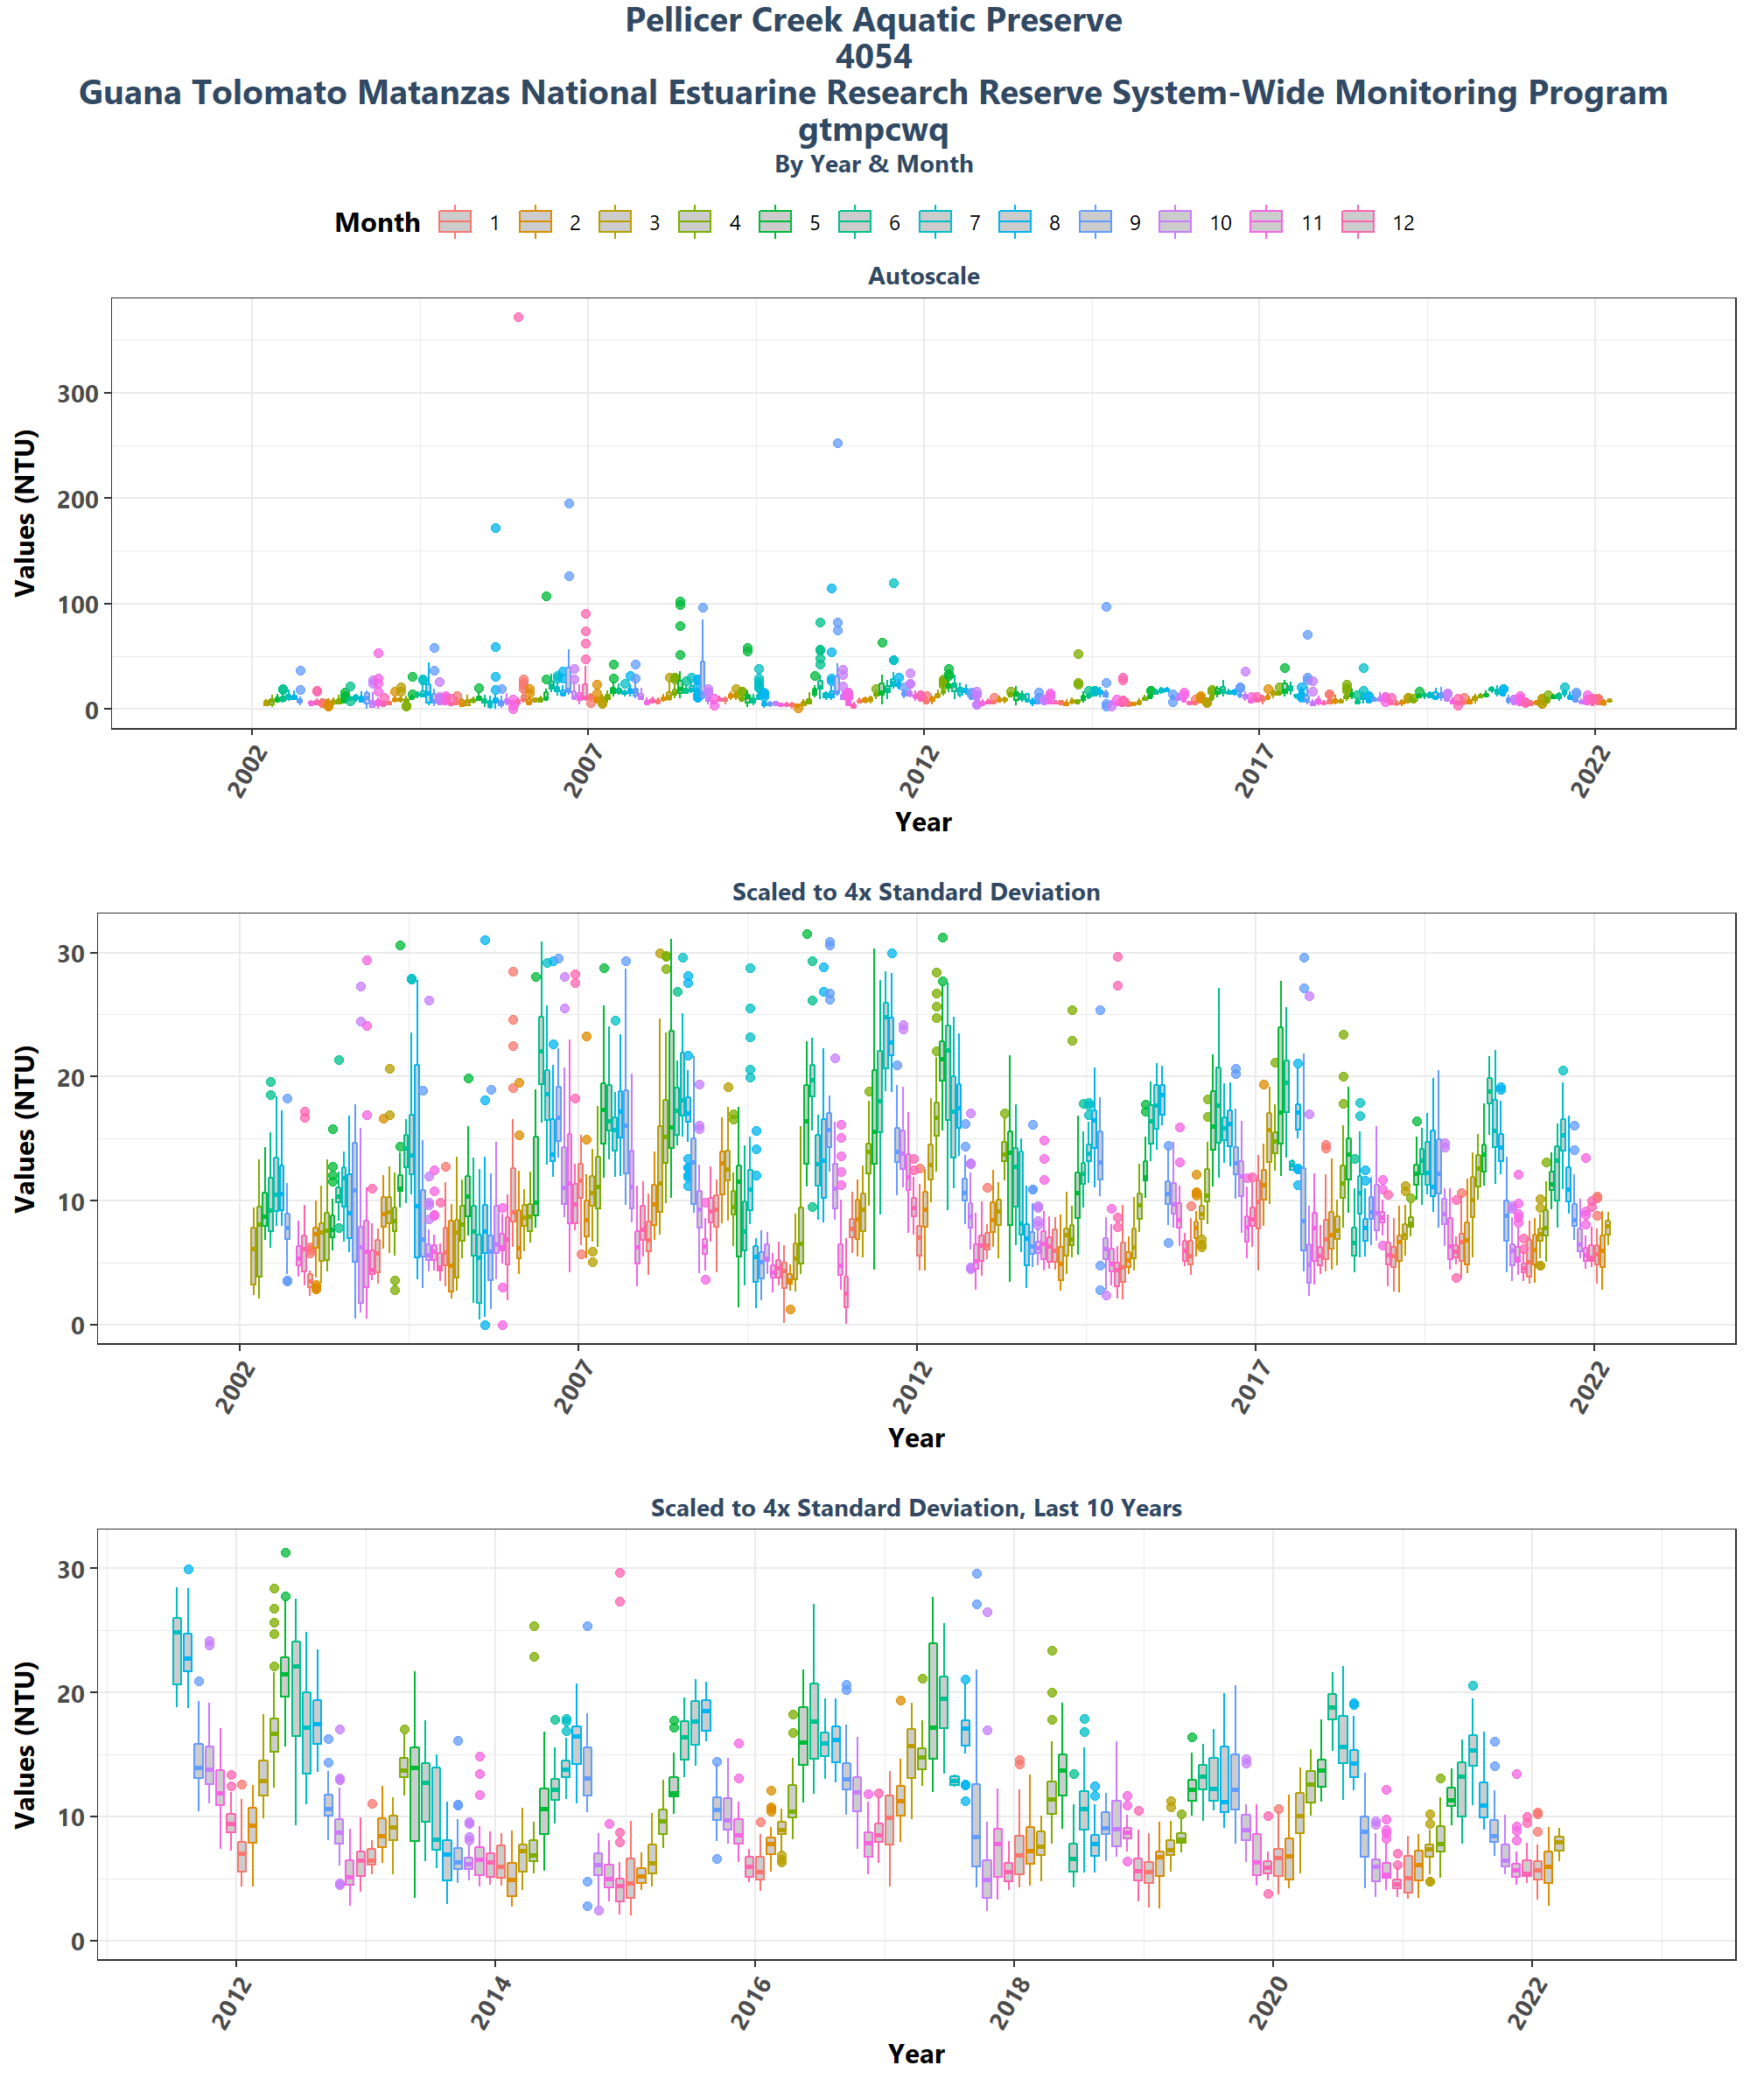 Pellicer Creek Aquatic Preserve
4054
Guana Tolomato Matanzas National Estuarine Research Reserve System-Wide Monitoring Program
gtmpcwq
By Year & Month
Month 1 2 3 4 5 6 7 8 9 10 11 12
Autoscale
Values (NTU)
300
200
100
0
2002 2007 2012 2017 2022
Year
Scaled to 4x Standard Deviation
Values (NTU)
30
20
10
0
2002 2007 2012 2017 2022
Year
Scaled to 4x Standard Deviation, Last 10 Years
Values (NTU)
30
20
10
0
2012 2014 2016 2018 2020 2022
Year